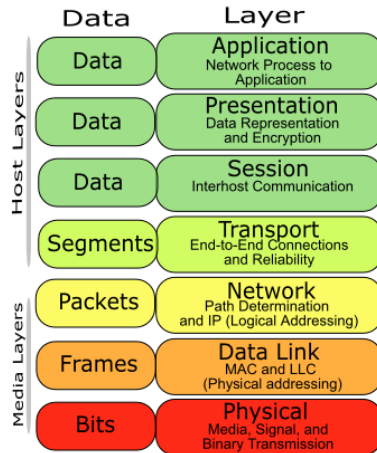 Data Layer
Host Layers
Data Application
Network Process to
Application
Data Presentation
Data Representation
and Encryption
Data Session
Interhost Communication
Segments Transport
End-to-End Connections
and Reliability
Media Layers
Packets Network
Path Determination
and IP (Logical Addressing)
Frames Data Link
MAC and LLC
(Physical addressing)
Bits Physical
Media, Signal, and
Binary Transmission